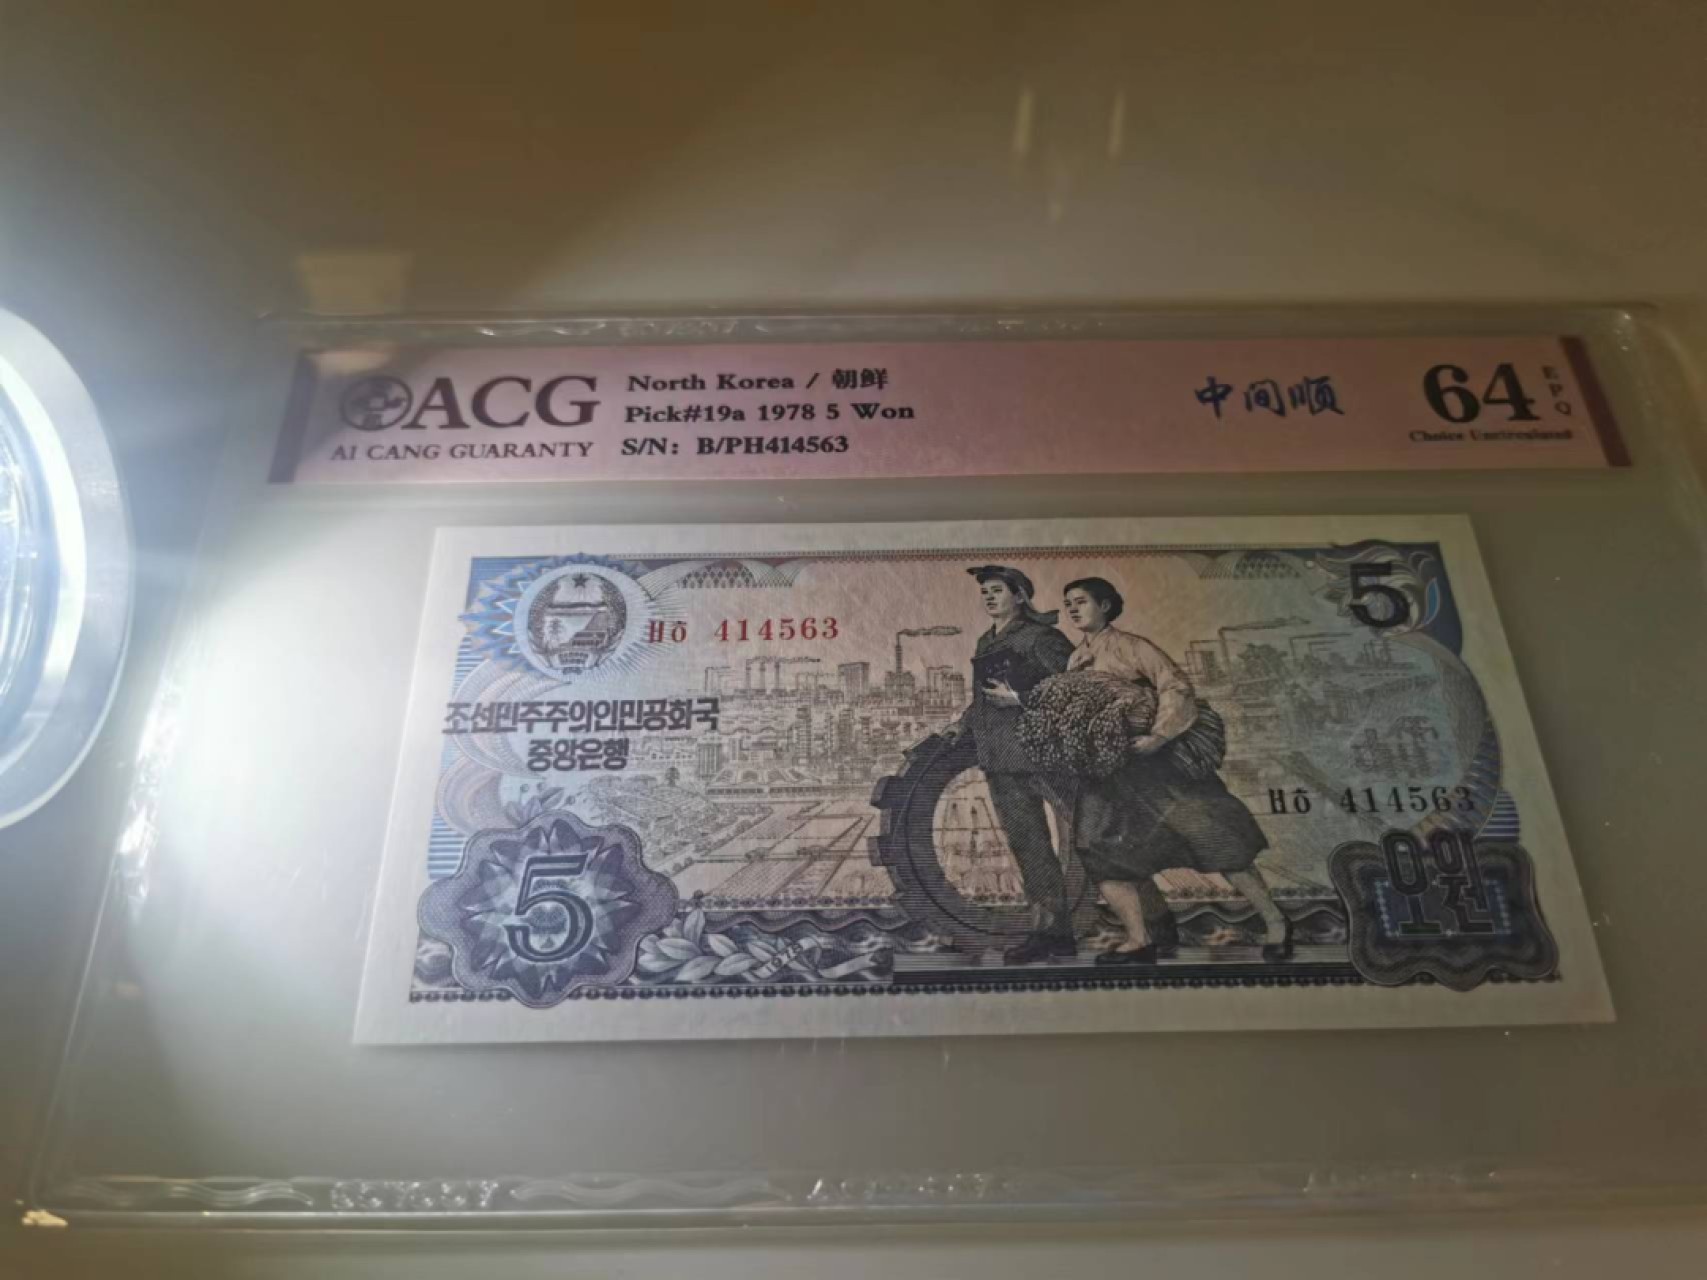 ACG
AI CANG GUARANTY
North Korea / 朝鲜
Pick#19a 1978 5 Won
S/N: B/PH414563
中间顺
64
EPQ
Choice Uncirculated
5
ㅂㅎ 414563
조선민주주의인민공화국
중앙은행
ㅂㅎ 414563
5
1978
오원